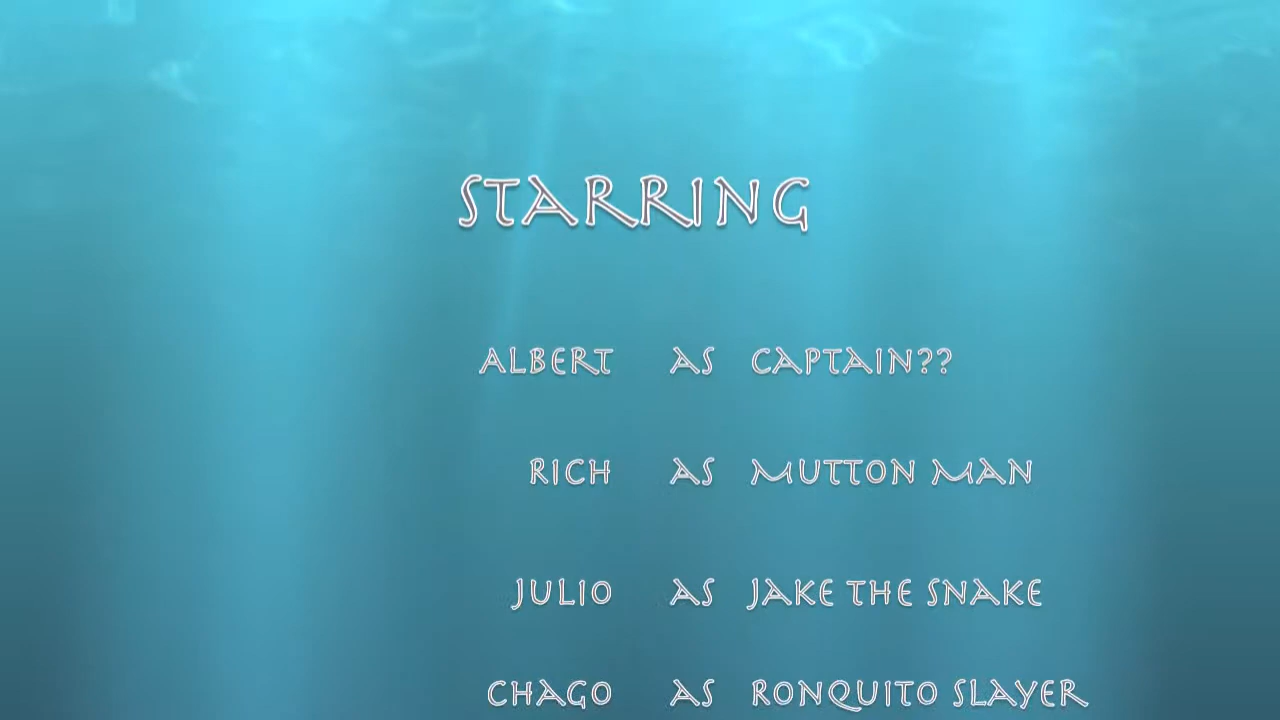 STARRING
ALBERT AS CAPTAIN??
RICH AS MUTTON MAN
JULIO AS JAKE THE SNAKE
CHAGO AS RONQUITO SLAYER